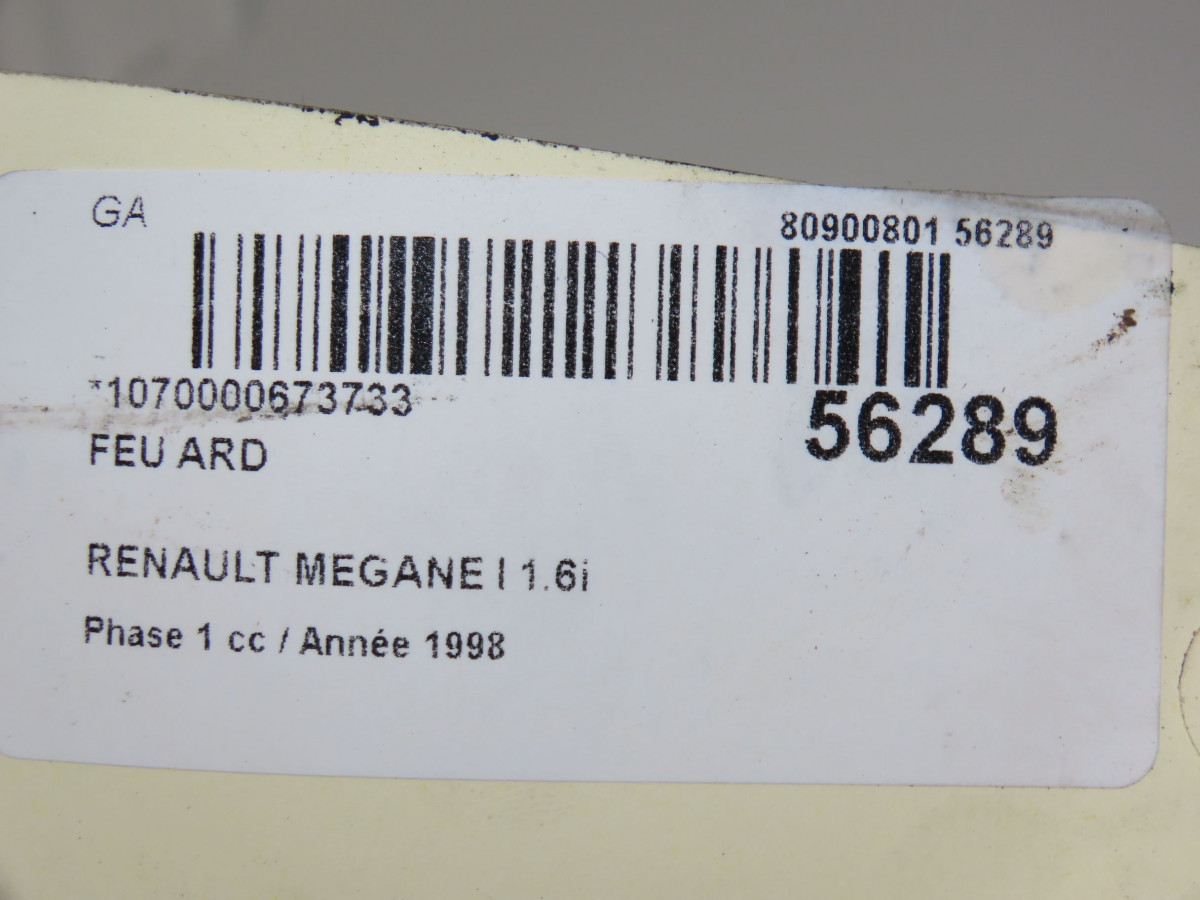 GA
80900801 56289
*1070000673733
56289
FEU ARD
RENAULT MEGANE I 1.6i
Phase 1 cc / Année 1998